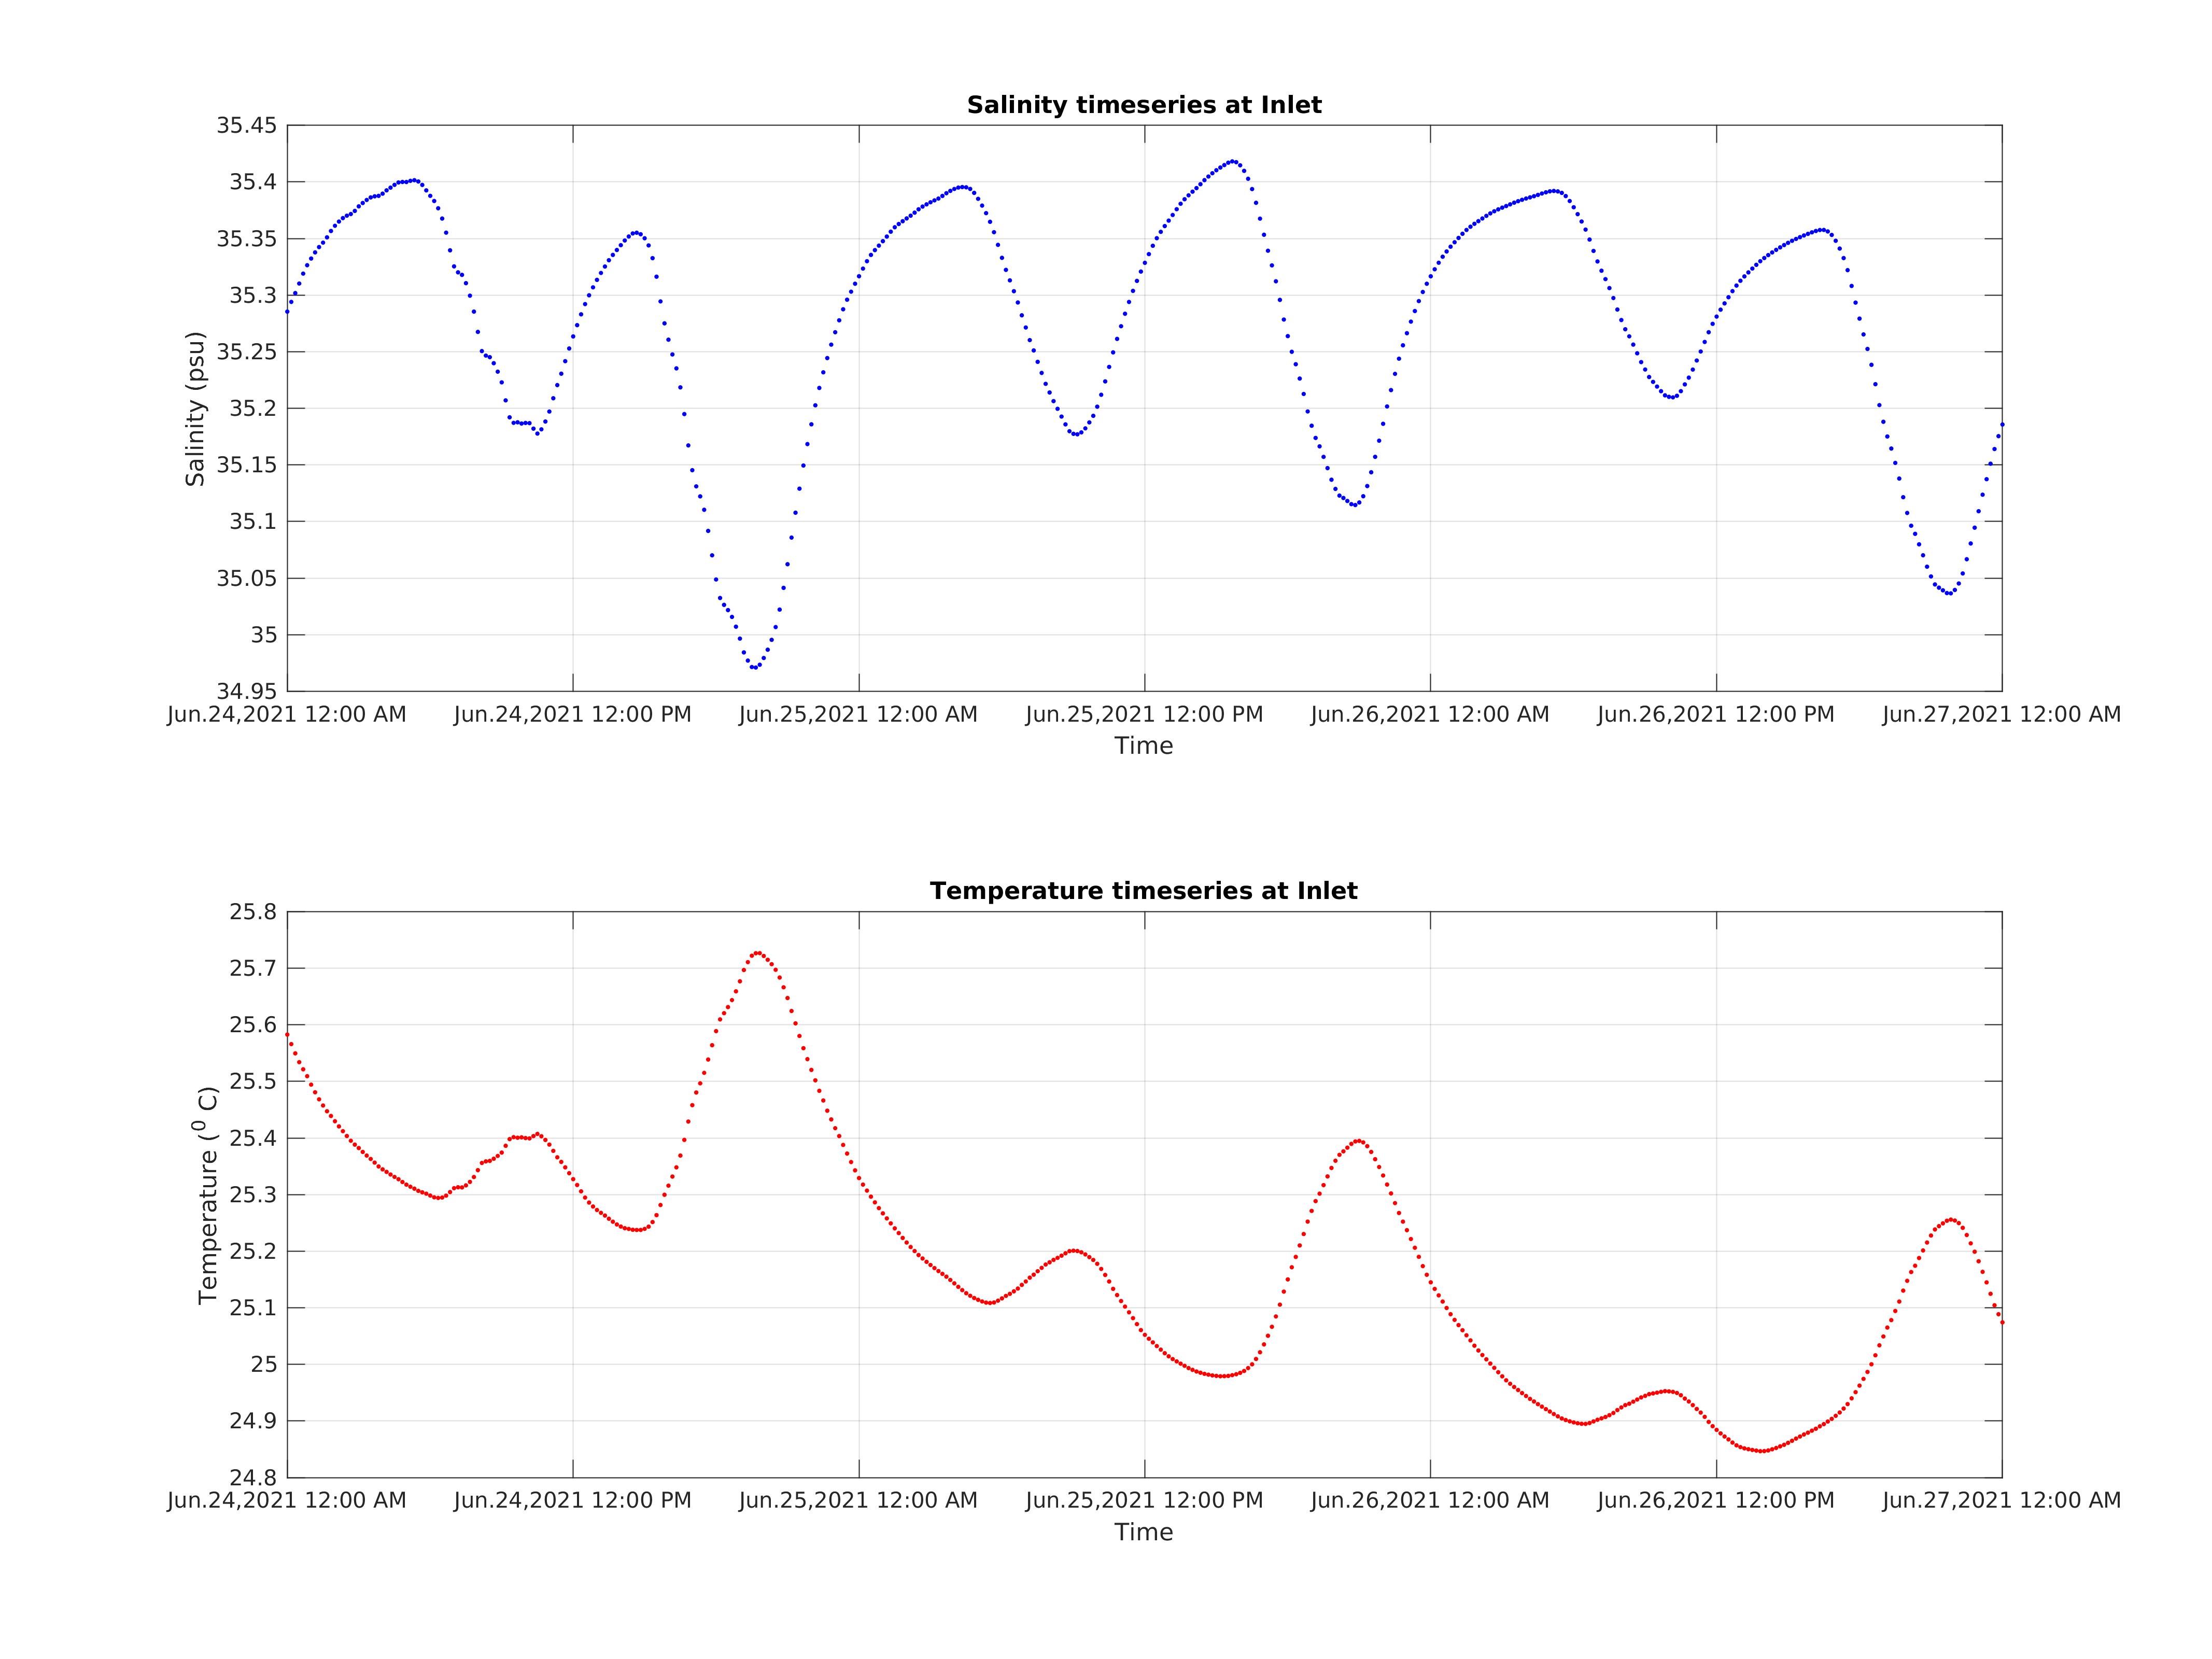 Salinity timeseries at Inlet
35.45
35.4
35.35
35.3
35.25
35.2
35.15
35.1
35.05
35
34.95
Salinity (psu)
Jun.24,2021 12:00 AM Jun.24,2021 12:00 PM Jun.25,2021 12:00 AM Jun.25,2021 12:00 PM Jun.26,2021 12:00 AM Jun.26,2021 12:00 PM Jun.27,2021 12:00 AM
Time
Temperature timeseries at Inlet
25.8
25.7
25.6
25.5
25.4
25.3
25.2
25.1
25
24.9
24.8
Temperature (⁰ C)
Jun.24,2021 12:00 AM Jun.24,2021 12:00 PM Jun.25,2021 12:00 AM Jun.25,2021 12:00 PM Jun.26,2021 12:00 AM Jun.26,2021 12:00 PM Jun.27,2021 12:00 AM
Time